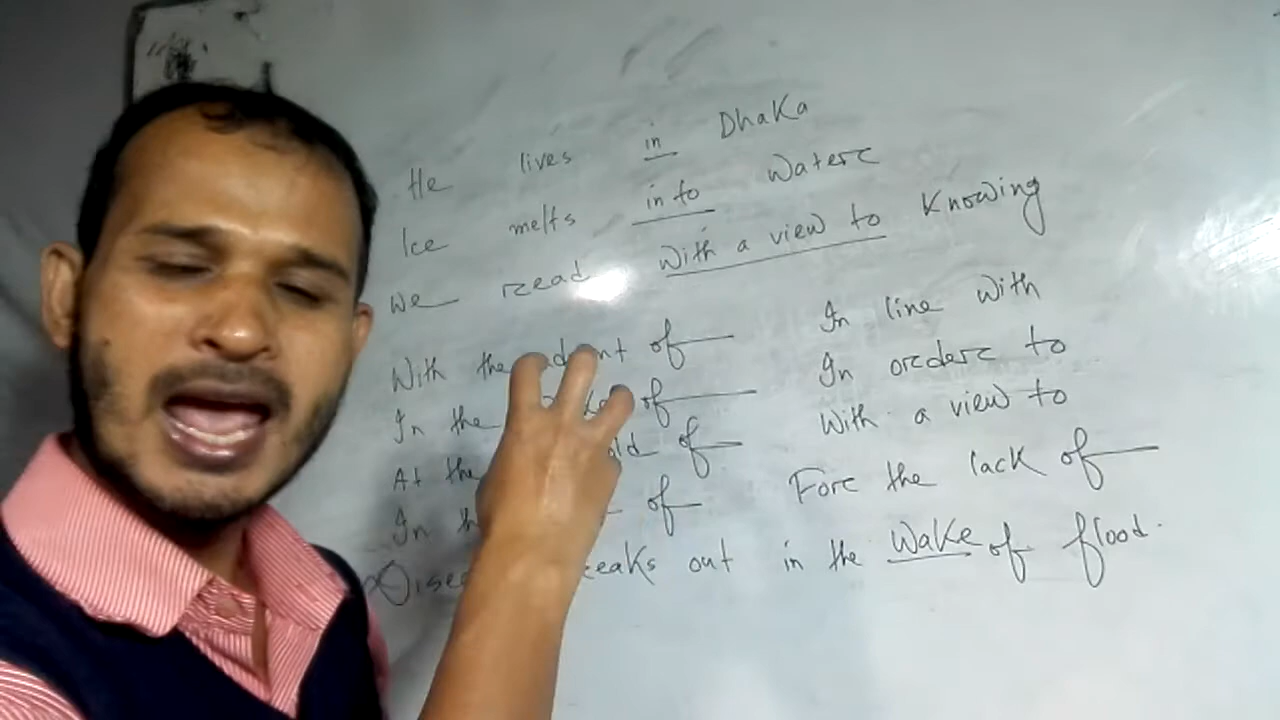 He lives in Dhaka
Ice melts into Water
We read With a view to Knowing
With the of
In the of
At the of
In of
In line with
In order to
With a view to
For the lack of
out in the Wake of flood.